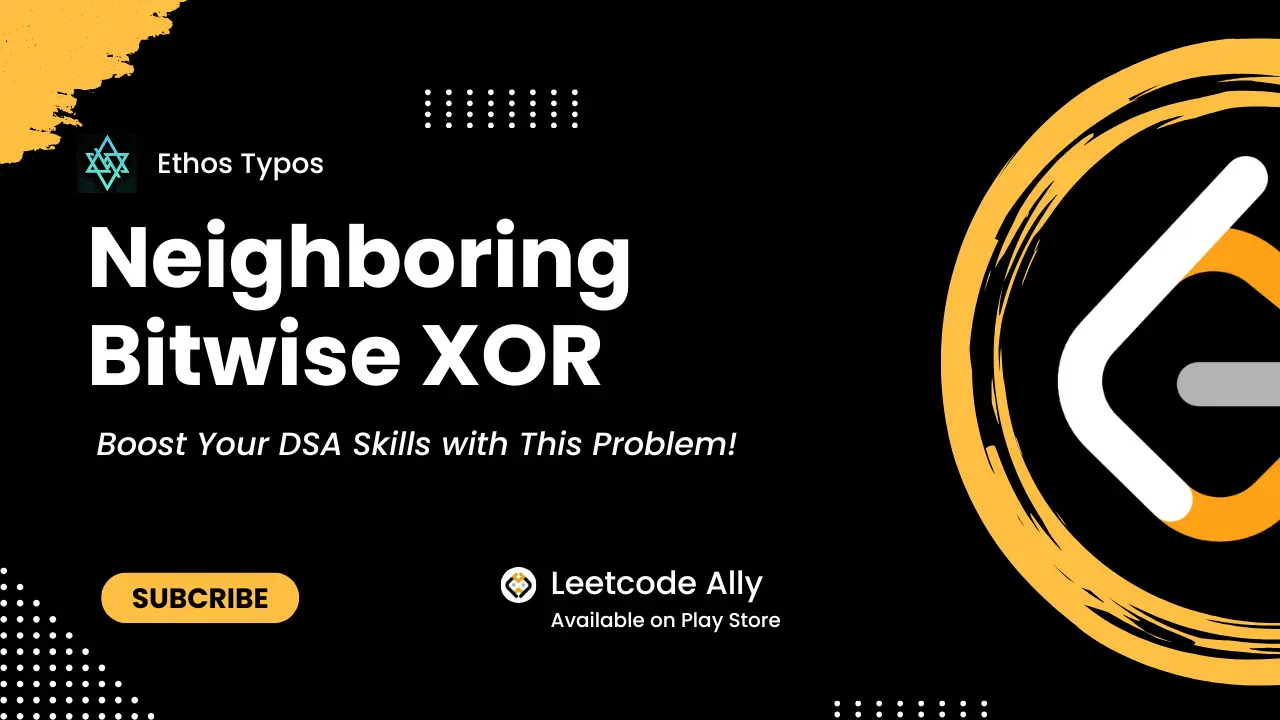 Ethos Typos
Neighboring
Bitwise XOR
Boost Your DSA Skills with This Problem!
SUBCRIBE
Leetcode Ally
Available on Play Store